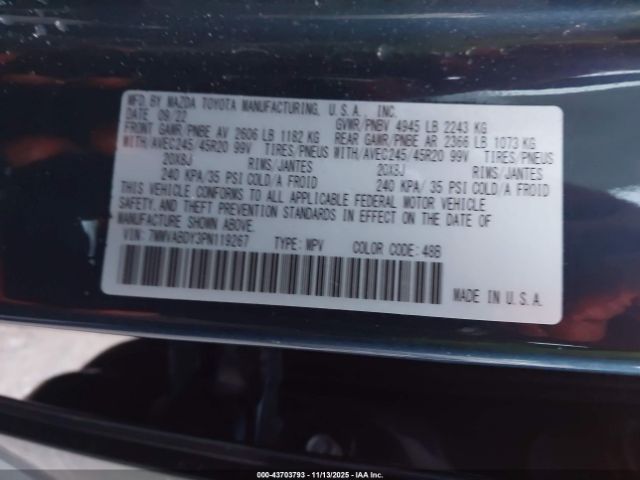 MFD. BY MAZDA TOYOTA MANUFACTURING, U.S.A., INC.
DATE 09/22 GVWR/PNBV 4945 LB 2243 KG
FRONT GAWR/PNBE AV 2606 LB 1182 KG REAR GAWR/PNBE AR 2366 LB 1073 KG
WITH/AVEC245/45R20 99V TIRES/PNEUS WITH/AVEC245/45R20 99V TIRES/PNEUS
20X8J RIMS/JANTES 20X8J RIMS/JANTES
240 KPA/35 PSI COLD/A FROID 240 KPA/35 PSI COLD/A FROID
THIS VEHICLE CONFORMS TO ALL APPLICABLE FEDERAL MOTOR VEHICLE
SAFETY, AND THEFT PREVENTION STANDARDS IN EFFECT ON THE DATE OF
MANUFACTURE SHOWN ABOVE.
VIN: 7MMVABDY3PN119267 TYPE: MPV COLOR CODE: 48B
MADE IN U.S.A.
000-43703793 - 11/13/2025 - IAA Inc.